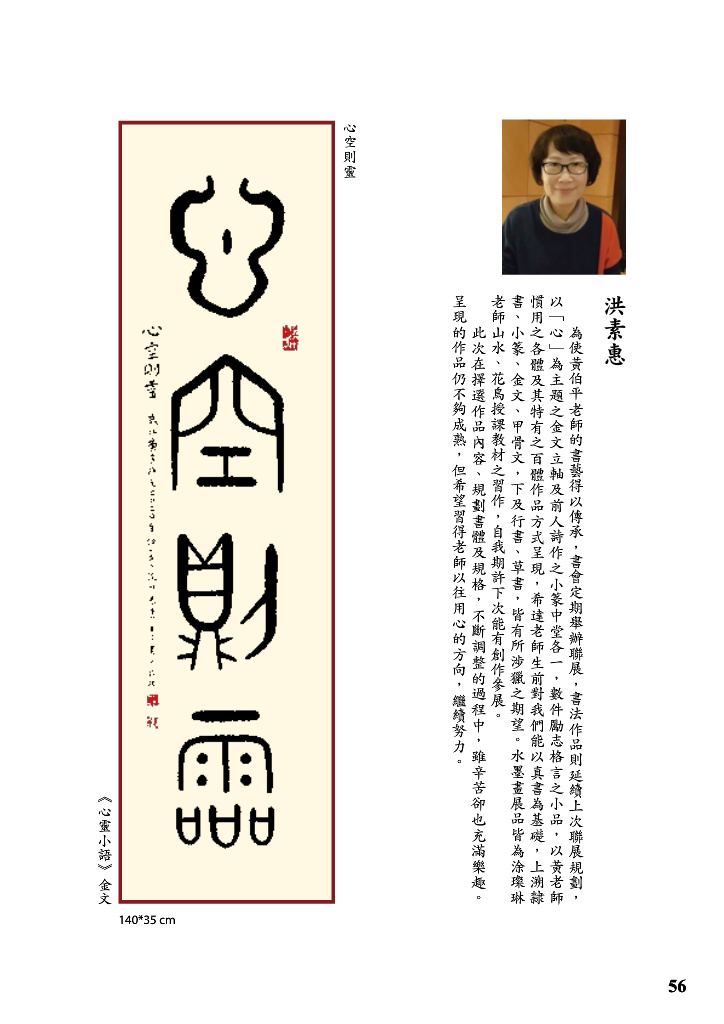 洪素惠
為使黃伯平老師的書藝得以傳承，書會定期舉辦聯展，書法作品則延續上次聯展規劃，
以「心」為主題之金文立軸及前人詩作之小篆中堂各一，數件勵志格言之小品，以黃老師
慣用之各體及其特有之百體作品方式呈現，希達老師生前對我們能以真書為基礎，上溯隸
書、小篆、金文、甲骨文，下及行書、草書，皆有所涉獵之期望。水墨畫展品皆為涂璨琳
老師山水、花鳥授課教材之習作，自我期許下次能有創作參展。
此次在擇選作品內容、規劃書體及規格，不斷調整的過程中，雖辛苦卻也充滿樂趣。
呈現的作品仍不夠成熟，但希望習得老師以往用心的方向，繼續努力。
心空則靈
心空則靈
心空則靈
《心靈小語》金文
140*35 cm
56